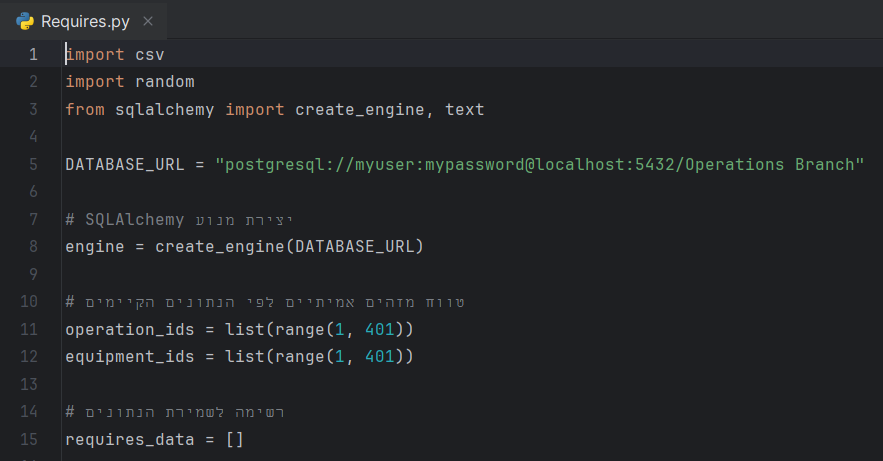 Requires.py
1 import csv
2 import random
3 from sqlalchemy import create_engine, text
4
5 DATABASE_URL = "postgresql://myuser:mypassword@localhost:5432/Operations Branch"
6
7 # SQLAlchemy יצירת מנוע
8 engine = create_engine(DATABASE_URL)
9
10 # טווח מזהים אמיתיים לפי הנתונים הקיימים
11 operation_ids = list(range(1, 401))
12 equipment_ids = list(range(1, 401))
13
14 # רשימה לשמירת הנתונים
15 requires_data = []